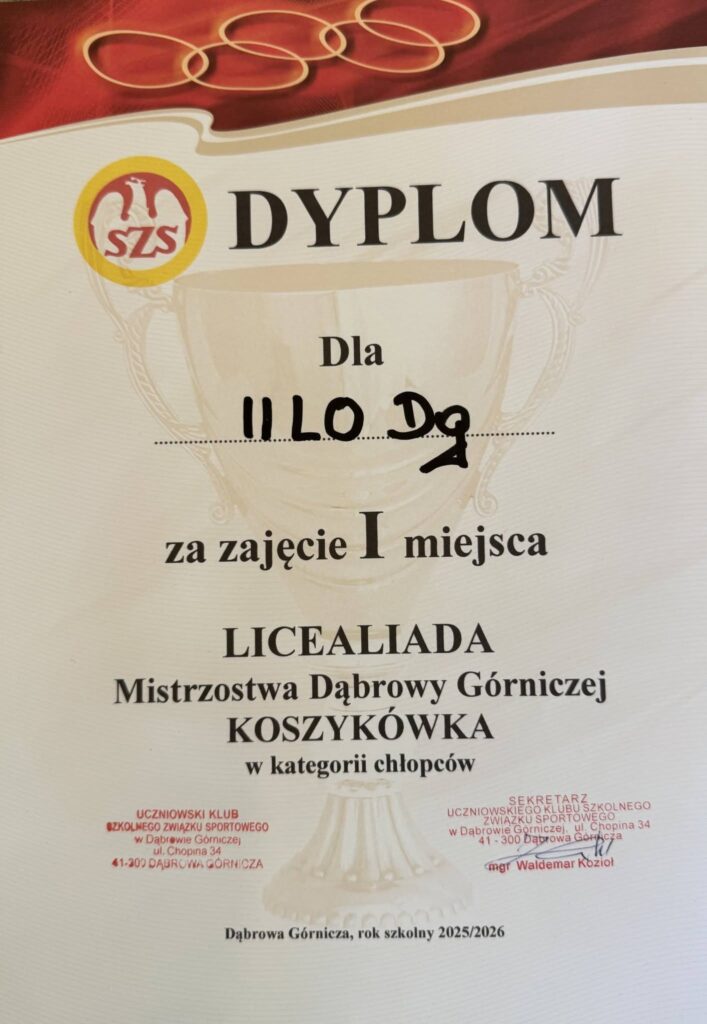 SZS
DYPLOM
Dla
II LO Dg
za zajęcie I miejsca
LICEALIADA
Mistrzostwa Dąbrowy Górniczej
KOSZYKÓWKA
w kategorii chłopców
UCZNIOWSKI KLUB
SZKOLNEGO ZWIĄZKU SPORTOWEGO
w Dąbrowie Górniczej
ul. Chopina 34
41-300 DĄBROWA GÓRNICZA
SEKRETARZ
UCZNIOWSKIEGO KLUBU SZKOLNEGO
ZWIĄZKU SPORTOWEGO
w Dąbrowie Górniczej, ul. Chopina 34
41 - 300 Dąbrowa Górnicza
mgr Waldemar Kozioł
Dąbrowa Górnicza, rok szkolny 2025/2026